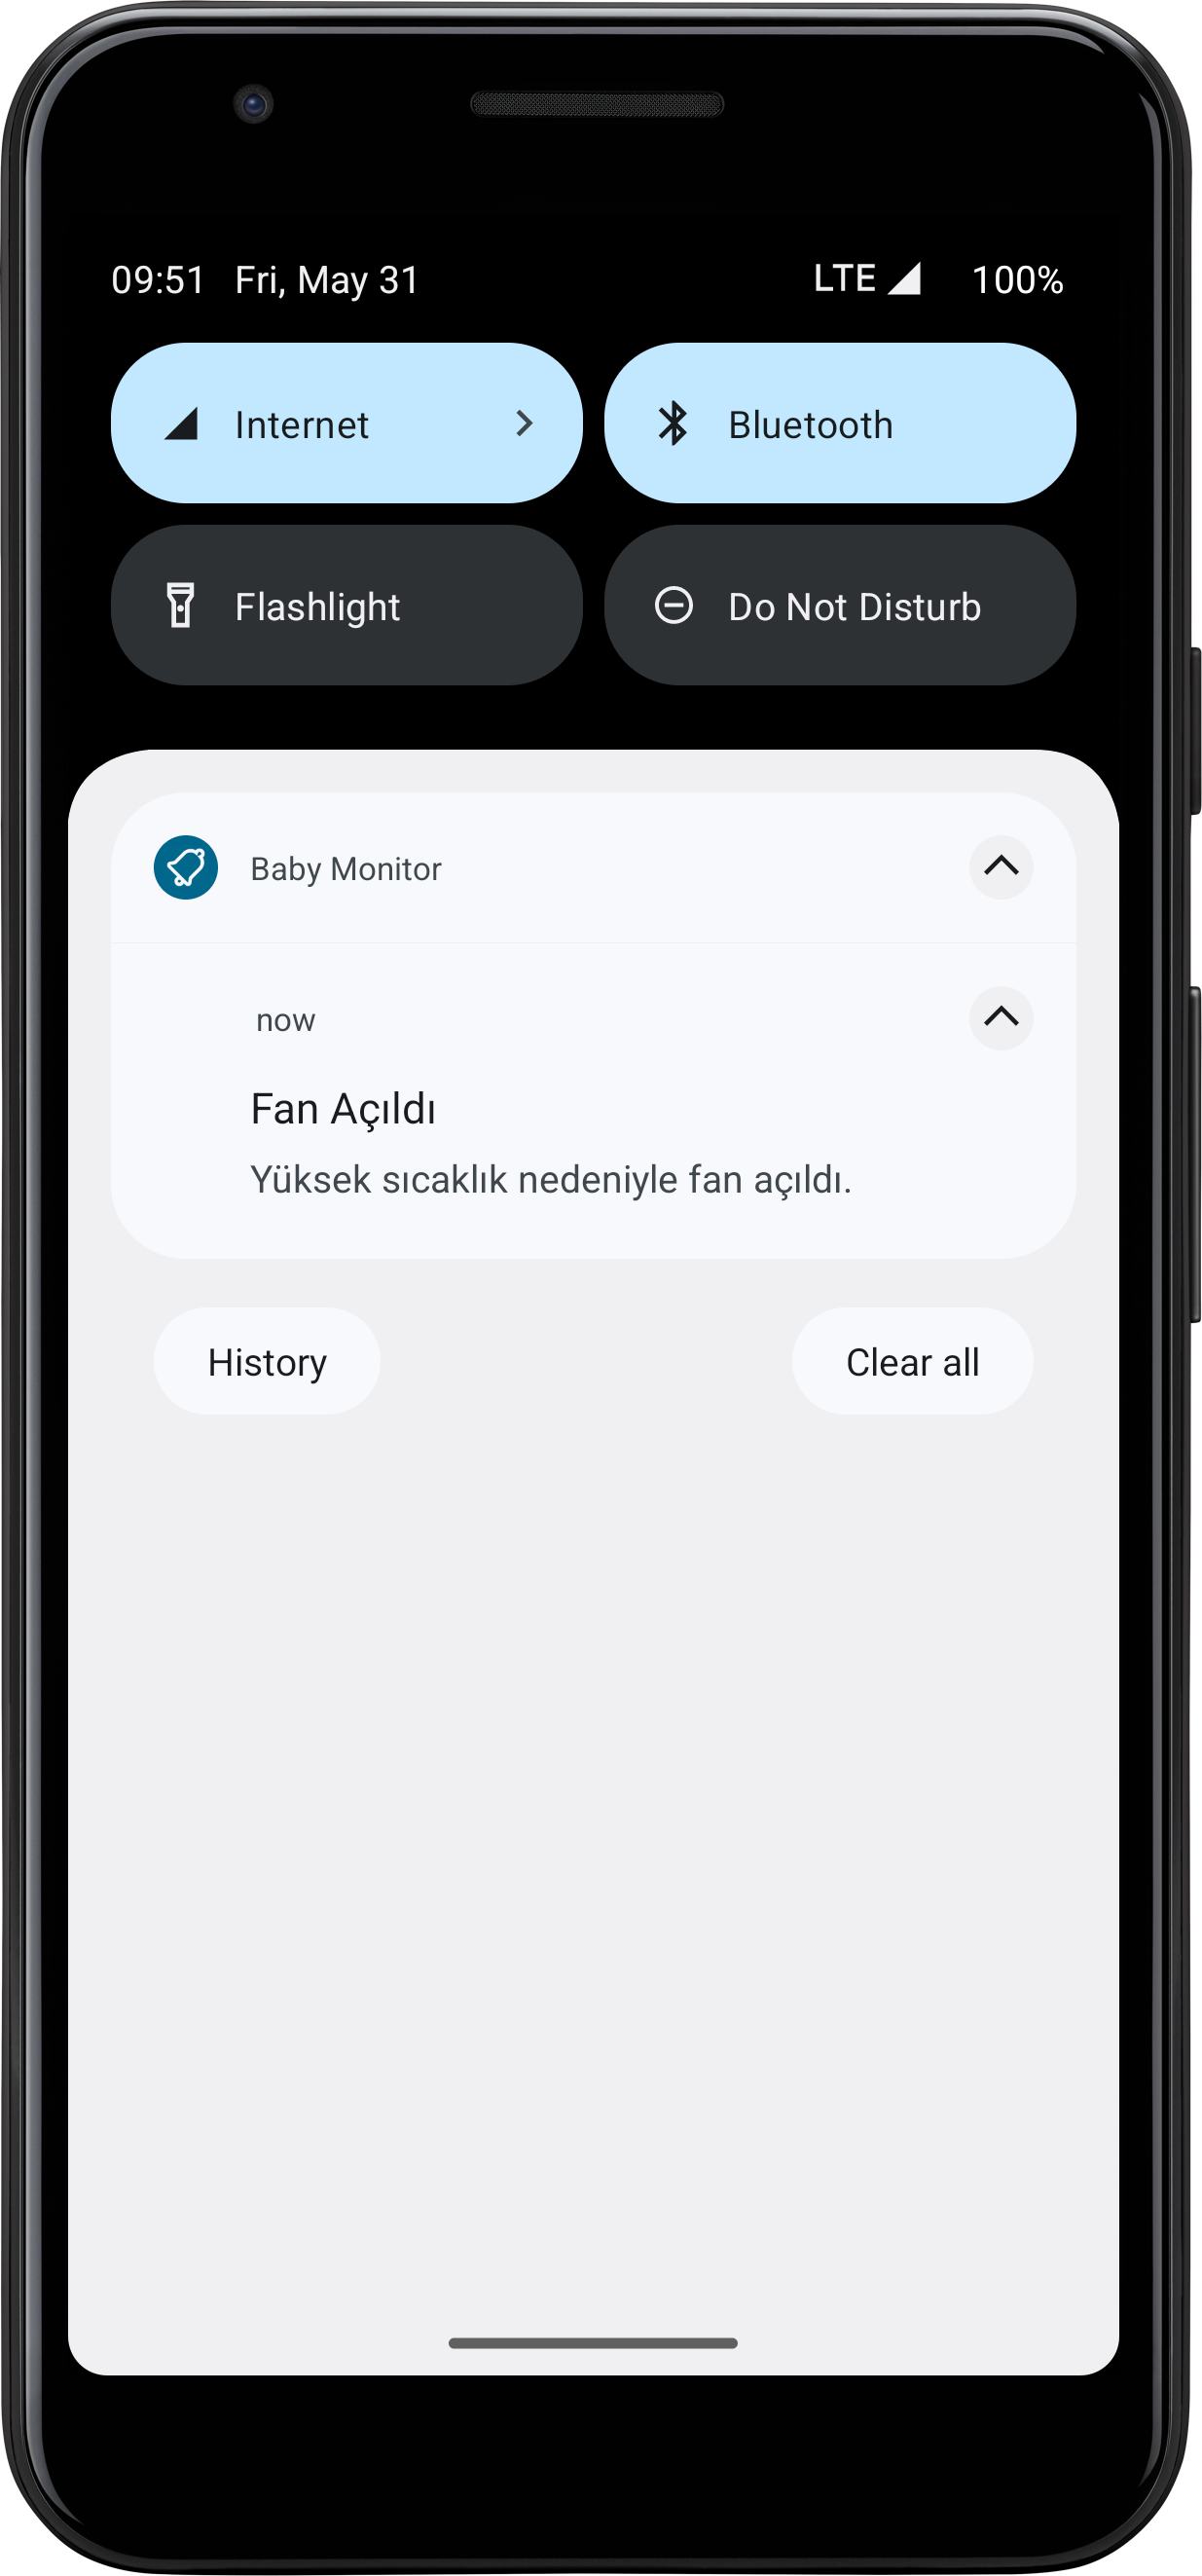 09:51 Fri, May 31 LTE 100%
Internet Bluetooth
Flashlight Do Not Disturb
Baby Monitor
now
Fan Açıldı
Yüksek sıcaklık nedeniyle fan açıldı.
History Clear all